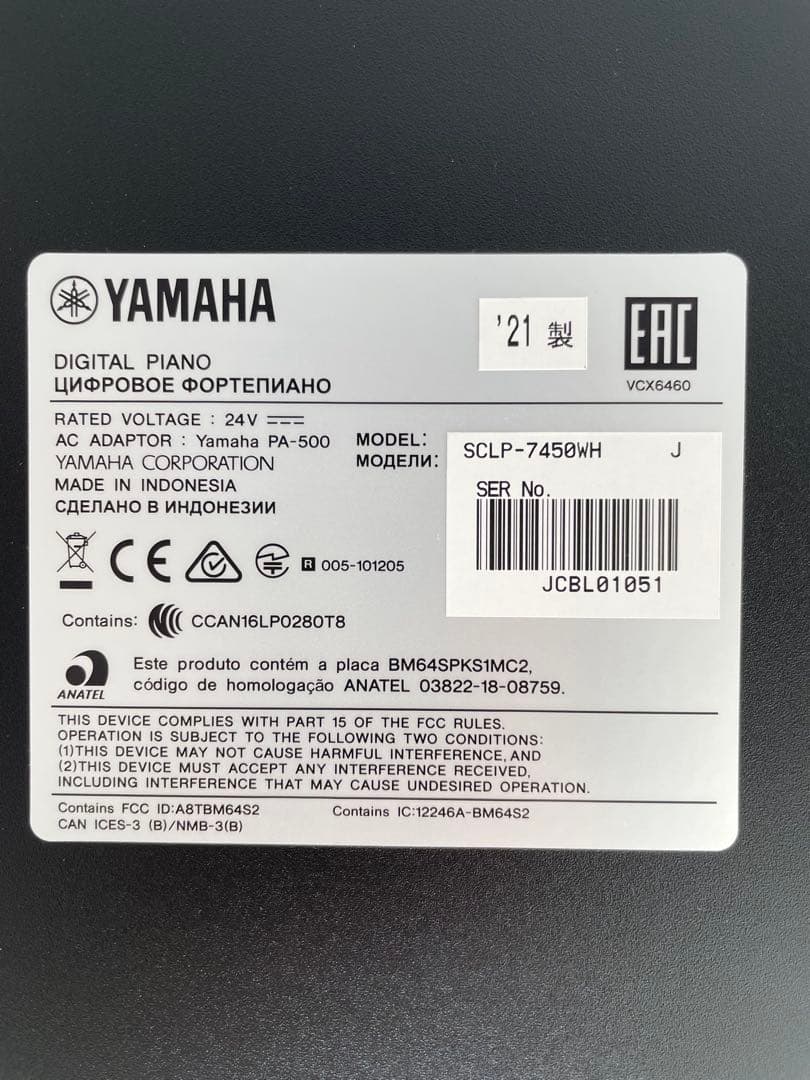 YAMAHA
'21 製
EAC
VCX6460
DIGITAL PIANO
ЦИФРОВОЕ ФОРТЕПИАНО
RATED VOLTAGE : 24V
AC ADAPTOR : Yamaha PA-500
YAMAHA CORPORATION
MADE IN INDONESIA
СДЕЛАНО В ИНДОНЕЗИИ
MODEL:
МОДЕЛИ:
SCLP-7450WH J
SER No.
JCBL01051
CE
R 005-101205
Contains: CCAN16LP0280T8
ANATEL
Este produto contém a placa BM64SPKS1MC2,
código de homologação ANATEL 03822-18-08759.
THIS DEVICE COMPLIES WITH PART 15 OF THE FCC RULES.
OPERATION IS SUBJECT TO THE FOLLOWING TWO CONDITIONS:
(1)THIS DEVICE MAY NOT CAUSE HARMFUL INTERFERENCE, AND
(2)THIS DEVICE MUST ACCEPT ANY INTERFERENCE RECEIVED,
INCLUDING INTERFERENCE THAT MAY CAUSE UNDESIRED OPERATION.
Contains FCC ID:A8TBM64S2 Contains IC:12246A-BM64S2
CAN ICES-3 (B)/NMB-3(B)